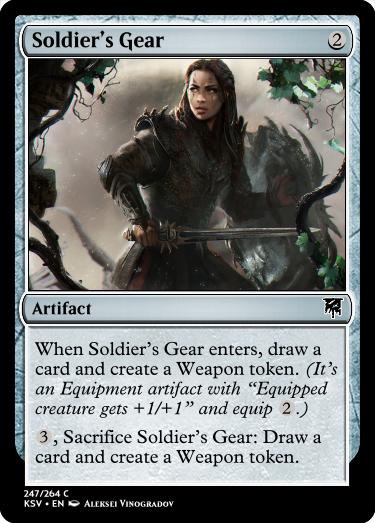 Soldier's Gear 2
Artifact
When Soldier's Gear enters, draw a
card and create a Weapon token. (It's
an Equipment artifact with “Equipped
creature gets +1/+1” and equip 2.)
3, Sacrifice Soldier's Gear: Draw a
card and create a Weapon token.
247/264 C
KSV • EN Aleksei Vinogradov